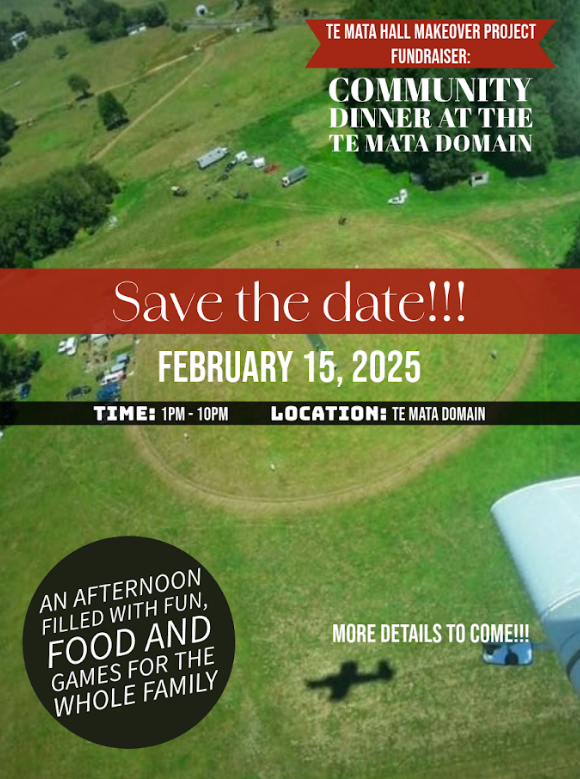 TE MATA HALL MAKEOVER PROJECT
FUNDRAISER:
COMMUNITY
DINNER AT THE
TE MATA DOMAIN
Save the date!!!
FEBRUARY 15, 2025
TIME: 1PM - 10PM LOCATION: TE MATA DOMAIN
AN AFTERNOON
FILLED WITH FUN,
FOOD AND
GAMES FOR THE
WHOLE FAMILY
MORE DETAILS TO COME!!!